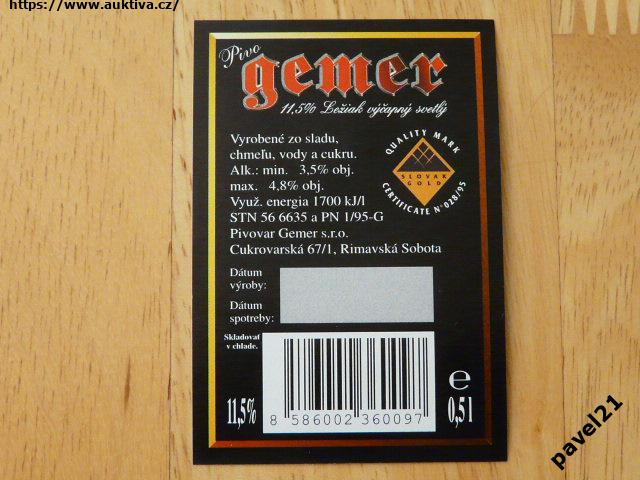 https://www.auktiva.cz/
Pivo
gemer
11,5% Ležiak výčapný svetlý
Vyrobené zo sladu,
chmeľu, vody a cukru.
Alk.: min. 3,5% obj.
max. 4,8% obj.
Využ. energia 1700 kJ/l
STN 56 6635 a PN 1/95-G
Pivovar Gemer s.r.o.
Cukrovarská 67/1, Rimavská Sobota
QUALITY MARK
SLOVAK
GOLD
CERTIFICATE N° 028/95
Dátum
výroby:
Dátum
spotreby:
Skladovať
v chlade.
11,5%
8 586002 360097
e
0,5 l
pavel21